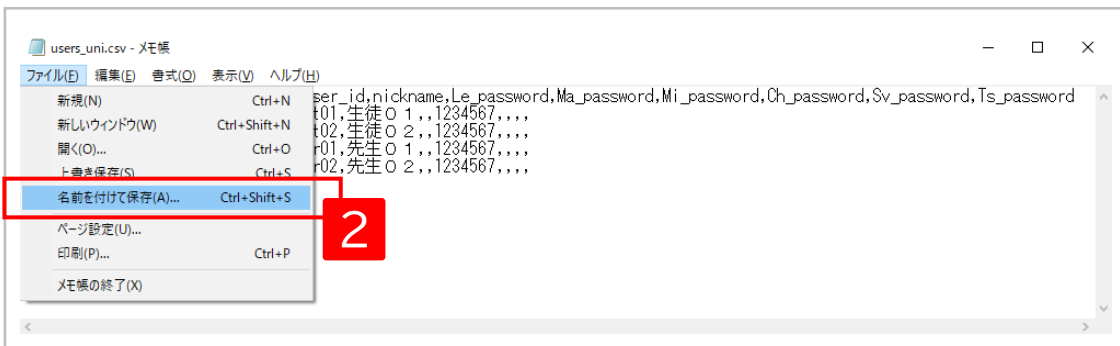 users_uni.csv - メモ帳
ファイル(F) 編集(E) 書式(O) 表示(V) ヘルプ(H)
ser_id,nickname,Le_password,Ma_password,Mi_password,Ch_password,Sv_password,Ts_password
t01,生徒０１,,1234567,,,,
t02,生徒０２,,1234567,,,,
r01,先生０１,,1234567,,,,
r02,先生０２,,1234567,,,,
新規(N) Ctrl+N
新しいウィンドウ(W) Ctrl+Shift+N
開く(O)... Ctrl+O
上書き保存(S) Ctrl+S
名前を付けて保存(A)... Ctrl+Shift+S
2
ページ設定(U)...
印刷(P)... Ctrl+P
メモ帳の終了(X)